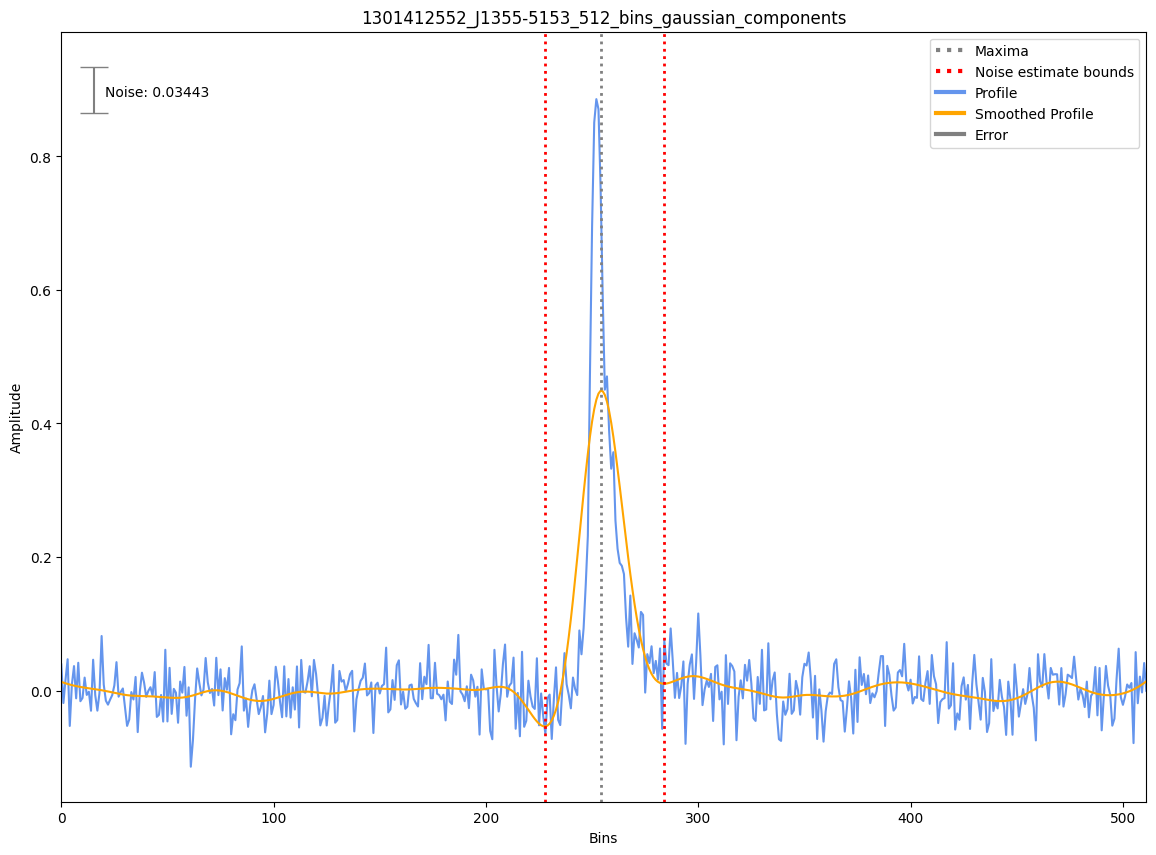 1301412552_J1355-5153_512_bins_gaussian_components
Noise: 0.03443
Maxima
Noise estimate bounds
Profile
Smoothed Profile
Error
Amplitude
0.8
0.6
0.4
0.2
0.0
0 100 200 300 400 500
Bins